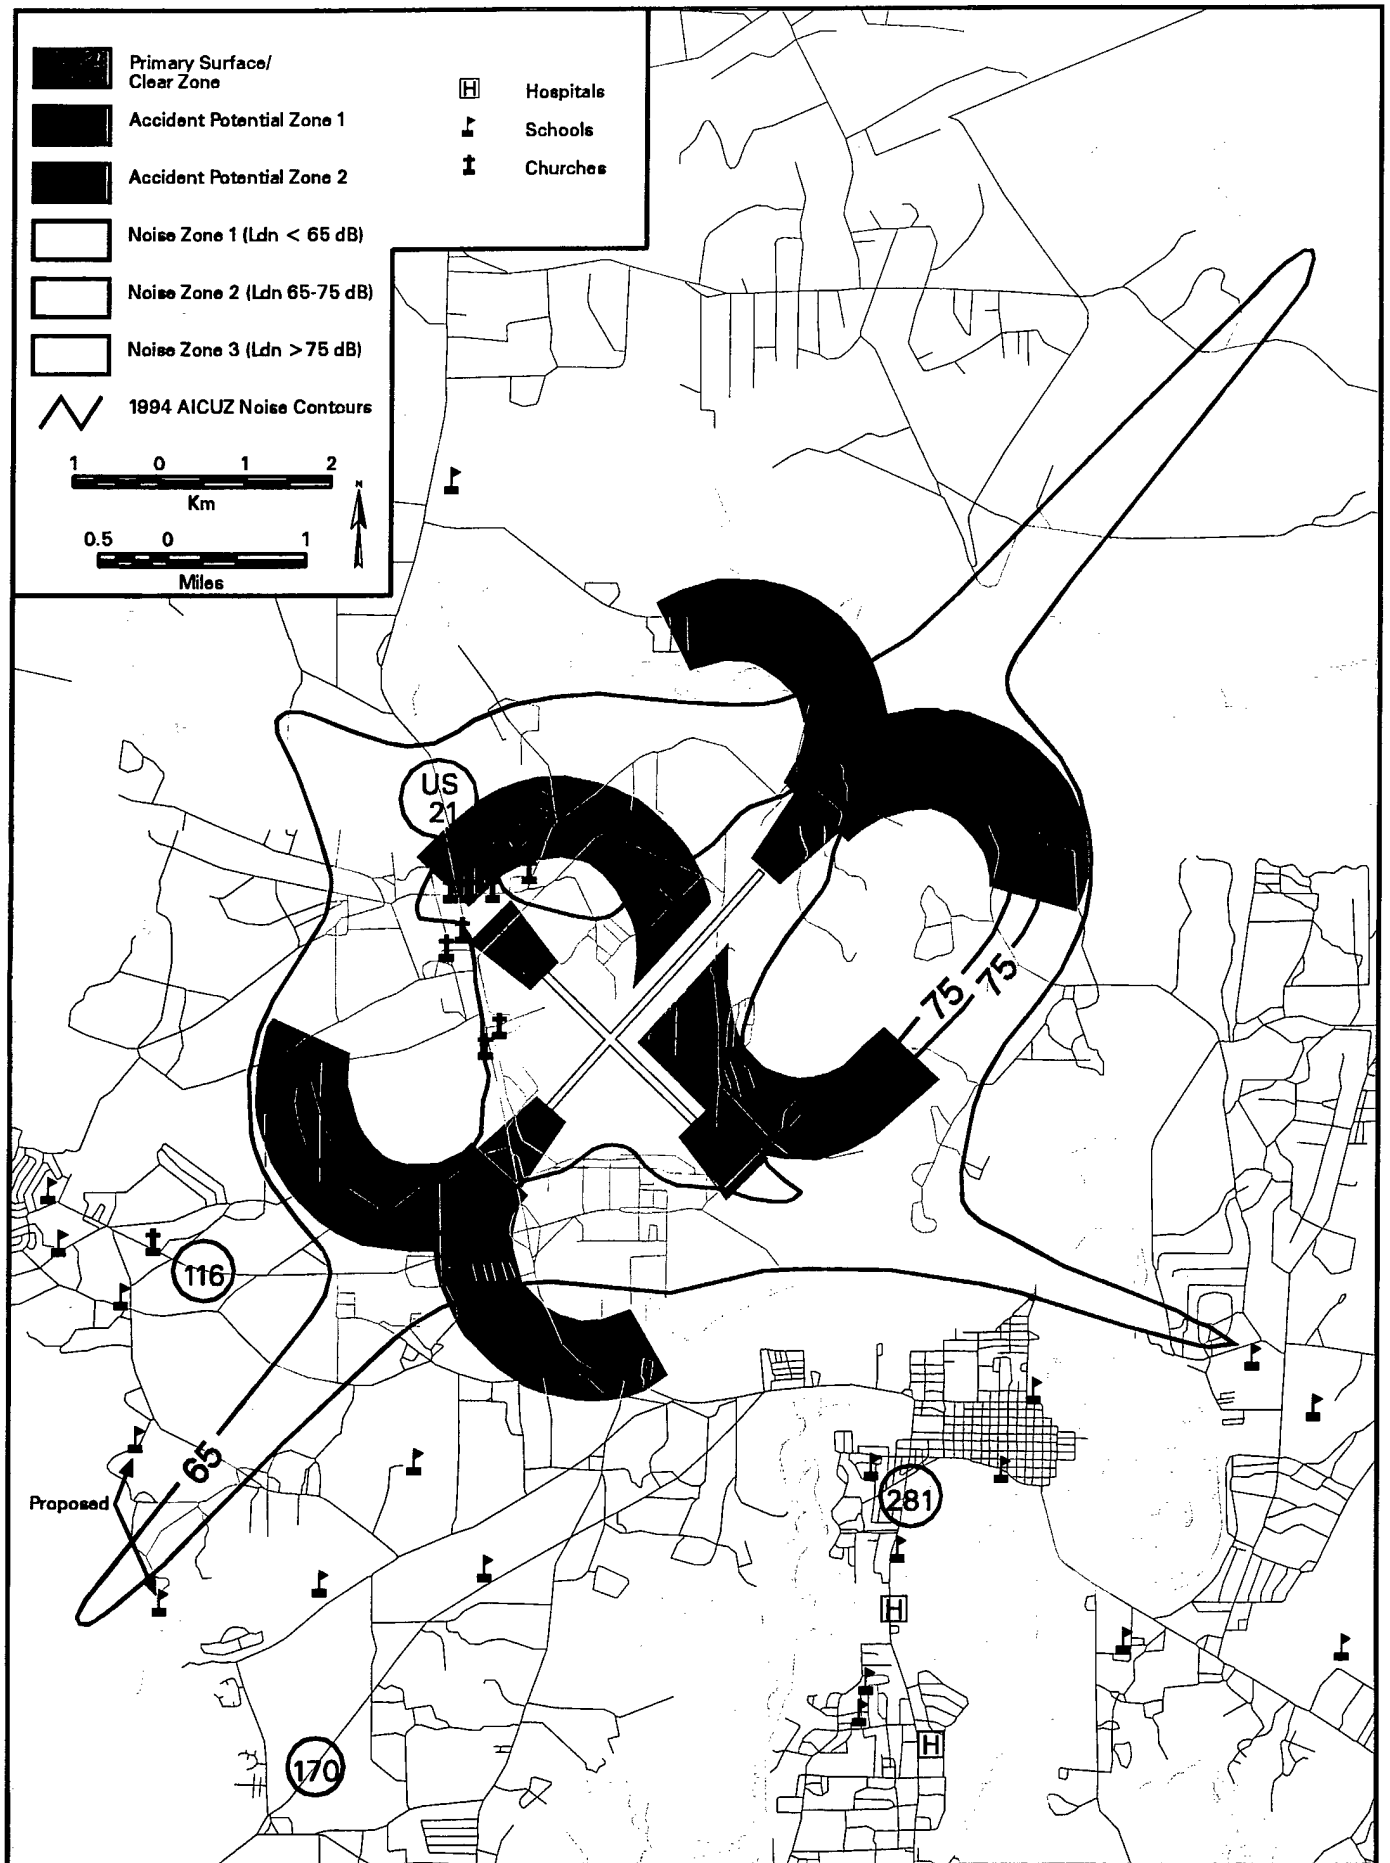 Primary Surface/
Clear Zone
Accident Potential Zone 1
Accident Potential Zone 2
Noise Zone 1 (Ldn < 65 dB)
Noise Zone 2 (Ldn 65-75 dB)
Noise Zone 3 (Ldn >75 dB)
1994 AICUZ Noise Contours
H Hospitals
Schools
Churches
1 0 1 2
Km
N
0.5 0 1
Miles
US
21
75
75
116
65
Proposed
281
H
H
170